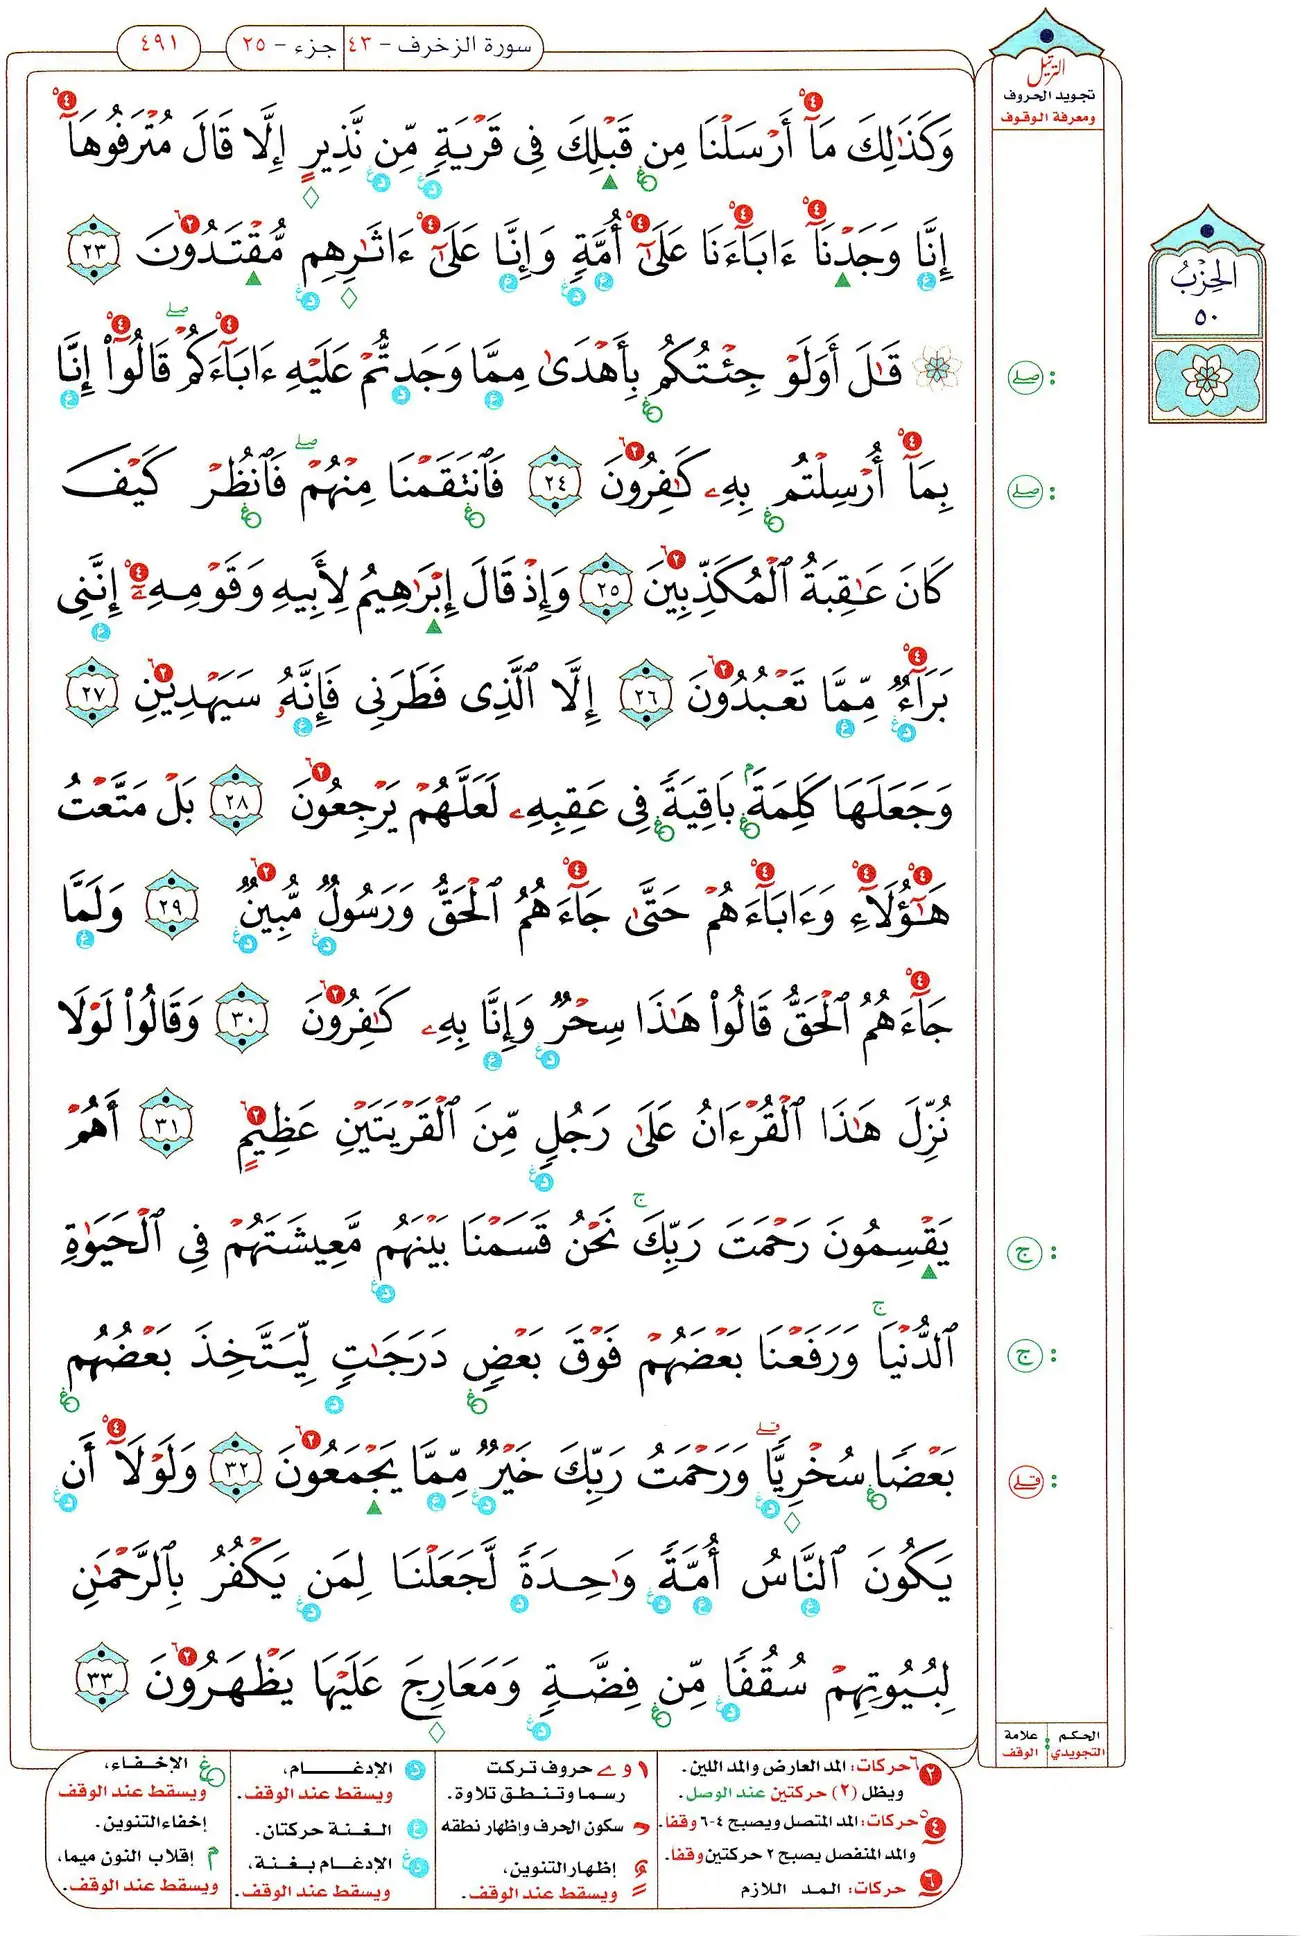 سورة الزخرف - ٤٣ جزء - ٢٥ ٤٩١
الترتيل
تجويد الحروف
ومعرفة الوقوف
الحزب
٥٠
وَكَذَٰلِكَ مَآ أَرْسَلْنَا مِن قَبْلِكَ فِى قَرْيَةٍ مِّن نَّذِيرٍ إِلَّا قَالَ مُتْرَفُوهَآ
إِنَّا وَجَدْنَآ ءَابَآءَنَا عَلَىٰٓ أُمَّةٍ وَإِنَّا عَلَىٰٓ ءَاثَٰرِهِم مُّقْتَدُونَ ٢٣
قَٰلَ أَوَلَوْ جِئْتُكُم بِأَهْدَىٰ مِمَّا وَجَدتُّمْ عَلَيْهِ ءَابَآءَكُمْ ۖ قَالُوٓا۟ إِنَّا
بِمَآ أُرْسِلْتُم بِهِۦ كَٰفِرُونَ ٢٤ فَٱنتَقَمْنَا مِنْهُمْ ۖ فَٱنظُرْ كَيْفَ
كَانَ عَٰقِبَةُ ٱلْمُكَذِّبِينَ ٢٥ وَإِذْ قَالَ إِبْرَٰهِيمُ لِأَبِيهِ وَقَوْمِهِۦٓ إِنَّنِى
بَرَآءٌ مِّمَّا تَعْبُدُونَ ٢٦ إِلَّا ٱلَّذِى فَطَرَنِى فَإِنَّهُۥ سَيَهْدِينِ ٢٧
وَجَعَلَهَا كَلِمَةًۢ بَاقِيَةً فِى عَقِبِهِۦ لَعَلَّهُمْ يَرْجِعُونَ ٢٨ بَلْ مَتَّعْتُ
هَٰٓؤُلَآءِ وَءَابَآءَهُمْ حَتَّىٰ جَآءَهُمُ ٱلْحَقُّ وَرَسُولٌ مُّبِينٌ ٢٩ وَلَمَّا
جَآءَهُمُ ٱلْحَقُّ قَالُوا۟ هَٰذَا سِحْرٌ وَإِنَّا بِهِۦ كَٰفِرُونَ ٣٠ وَقَالُوا۟ لَوْلَا
نُزِّلَ هَٰذَا ٱلْقُرْءَانُ عَلَىٰ رَجُلٍ مِّنَ ٱلْقَرْيَتَيْنِ عَظِيمٍ ٣١ أَهُمْ
يَقْسِمُونَ رَحْمَتَ رَبِّكَ ۚ نَحْنُ قَسَمْنَا بَيْنَهُم مَّعِيشَتَهُمْ فِى ٱلْحَيَوٰةِ
ٱلدُّنْيَا ۚ وَرَفَعْنَا بَعْضَهُمْ فَوْقَ بَعْضٍ دَرَجَٰتٍ لِّيَتَّخِذَ بَعْضُهُم
بَعْضًا سُخْرِيًّا ۗ وَرَحْمَتُ رَبِّكَ خَيْرٌ مِّمَّا يَجْمَعُونَ ٣٢ وَلَوْلَآ أَن
يَكُونَ ٱلنَّاسُ أُمَّةً وَٰحِدَةً لَّجَعَلْنَا لِمَن يَكْفُرُ بِٱلرَّحْمَٰنِ
لِبُيُوتِهِمْ سُقُفًا مِّن فِضَّةٍ وَمَعَارِجَ عَلَيْهَا يَظْهَرُونَ ٣٣
صلے :
صلے :
ج :
ج :
قلے :
الحكم التجويدي : علامة الوقف
٢ ٦ حركات: المد العارض والمد اللين.
ويظل (٢) حركتين عند الوصل.
٤ ٥ حركات: المد المتصل ويصبح ٤-٦ وقفاً.
والمد المنفصل يصبح ٢ حركتين وقفاً.
٦ حركات: المد اللازم
ا و ے حروف تركت
رسما وتنطق تلاوة.
سكون الحرف وإظهار نطقه
إظهار التنوين،
ويسقط عند الوقف.
د الإدغام،
ويسقط عند الوقف.
غ الغنة حركتان.
الإدغام بغنة،
ويسقط عند الوقف.
الإخفاء،
ويسقط عند الوقف
إخفاء التنوين.
م إقلاب النون ميما،
ويسقط عند الوقف.